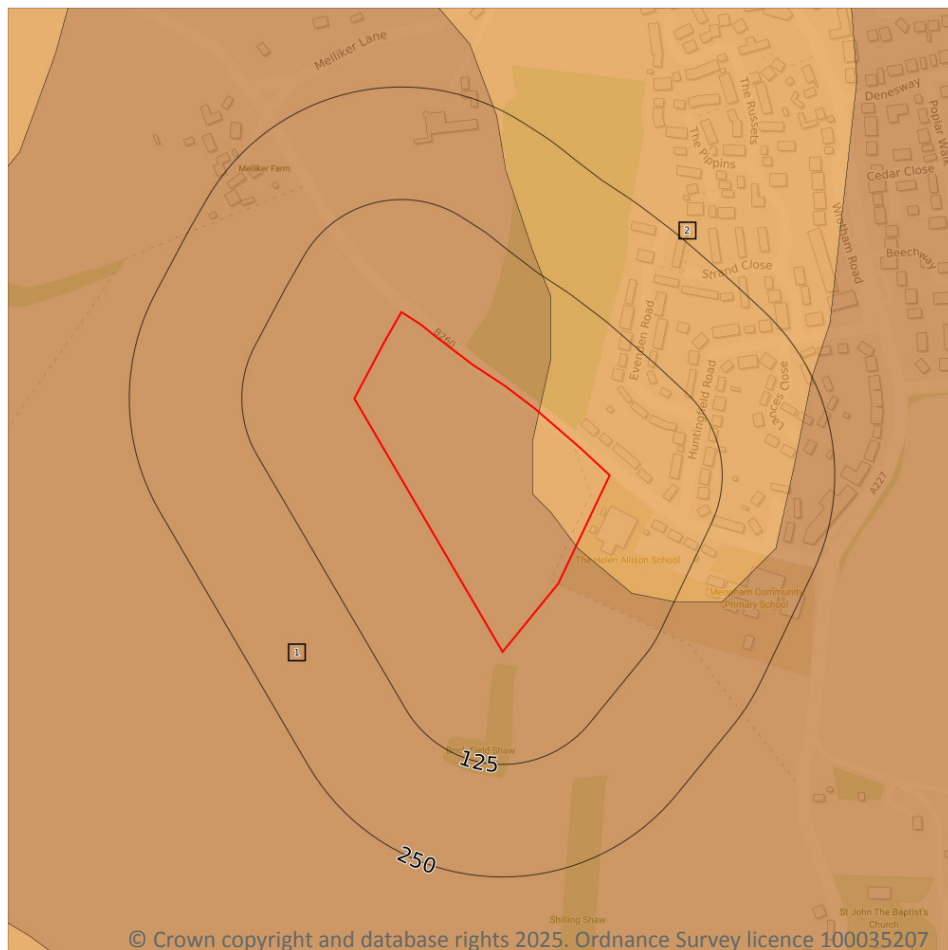 Melliker Lane
The Russets
Denesway
Poplar Walk
The Pippins
Melliker Farm
Cedar Close
Wrotham Road
2
Beechway
Strand Close
B260
Evenden Road
Huntingfield Road
Lances Close
A227
The Helen Allison School
Meopham Community
Primary School
1
125
250
Shilling Shaw
St John The Baptist's
Church
© Crown copyright and database rights 2025. Ordnance Survey licence 100035207